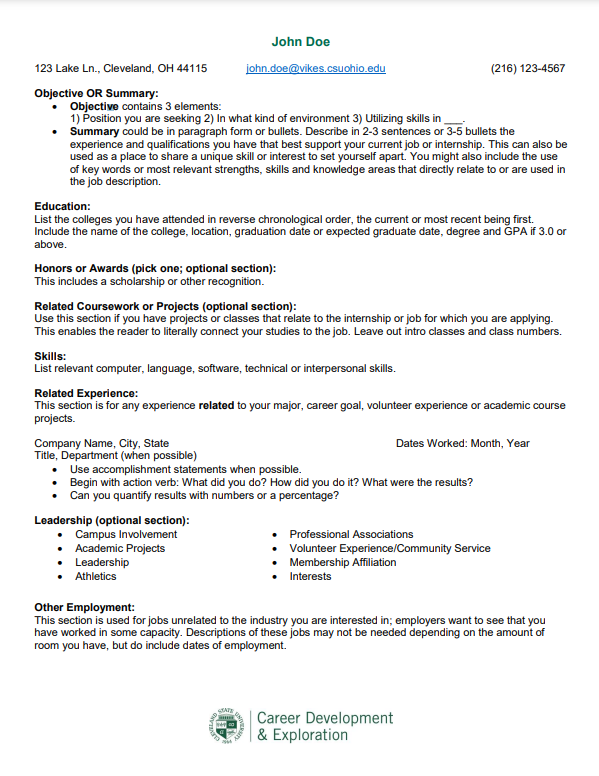 John Doe
123 Lake Ln., Cleveland, OH 44115 john.doe@vikes.csuohio.edu (216) 123-4567
Objective OR Summary:
• Objective contains 3 elements:
1) Position you are seeking 2) In what kind of environment 3) Utilizing skills in ___.
• Summary could be in paragraph form or bullets. Describe in 2-3 sentences or 3-5 bullets the
experience and qualifications you have that best support your current job or internship. This can also be
used as a place to share a unique skill or interest to set yourself apart. You might also include the use
of key words or most relevant strengths, skills and knowledge areas that directly relate to or are used in
the job description.
Education:
List the colleges you have attended in reverse chronological order, the current or most recent being first.
Include the name of the college, location, graduation date or expected graduate date, degree and GPA if 3.0 or
above.
Honors or Awards (pick one; optional section):
This includes a scholarship or other recognition.
Related Coursework or Projects (optional section):
Use this section if you have projects or classes that relate to the internship or job for which you are applying.
This enables the reader to literally connect your studies to the job. Leave out intro classes and class numbers.
Skills:
List relevant computer, language, software, technical or interpersonal skills.
Related Experience:
This section is for any experience related to your major, career goal, volunteer experience or academic course
projects.
Company Name, City, State Dates Worked: Month, Year
Title, Department (when possible)
• Use accomplishment statements when possible.
• Begin with action verb: What did you do? How did you do it? What were the results?
• Can you quantify results with numbers or a percentage?
Leadership (optional section):
• Campus Involvement • Professional Associations
• Academic Projects • Volunteer Experience/Community Service
• Leadership • Membership Affiliation
• Athletics • Interests
Other Employment:
This section is used for jobs unrelated to the industry you are interested in; employers want to see that you
have worked in some capacity. Descriptions of these jobs may not be needed depending on the amount of
room you have, but do include dates of employment.
CLEVELAND STATE UNIVERSITY
1964
Career Development
& Exploration